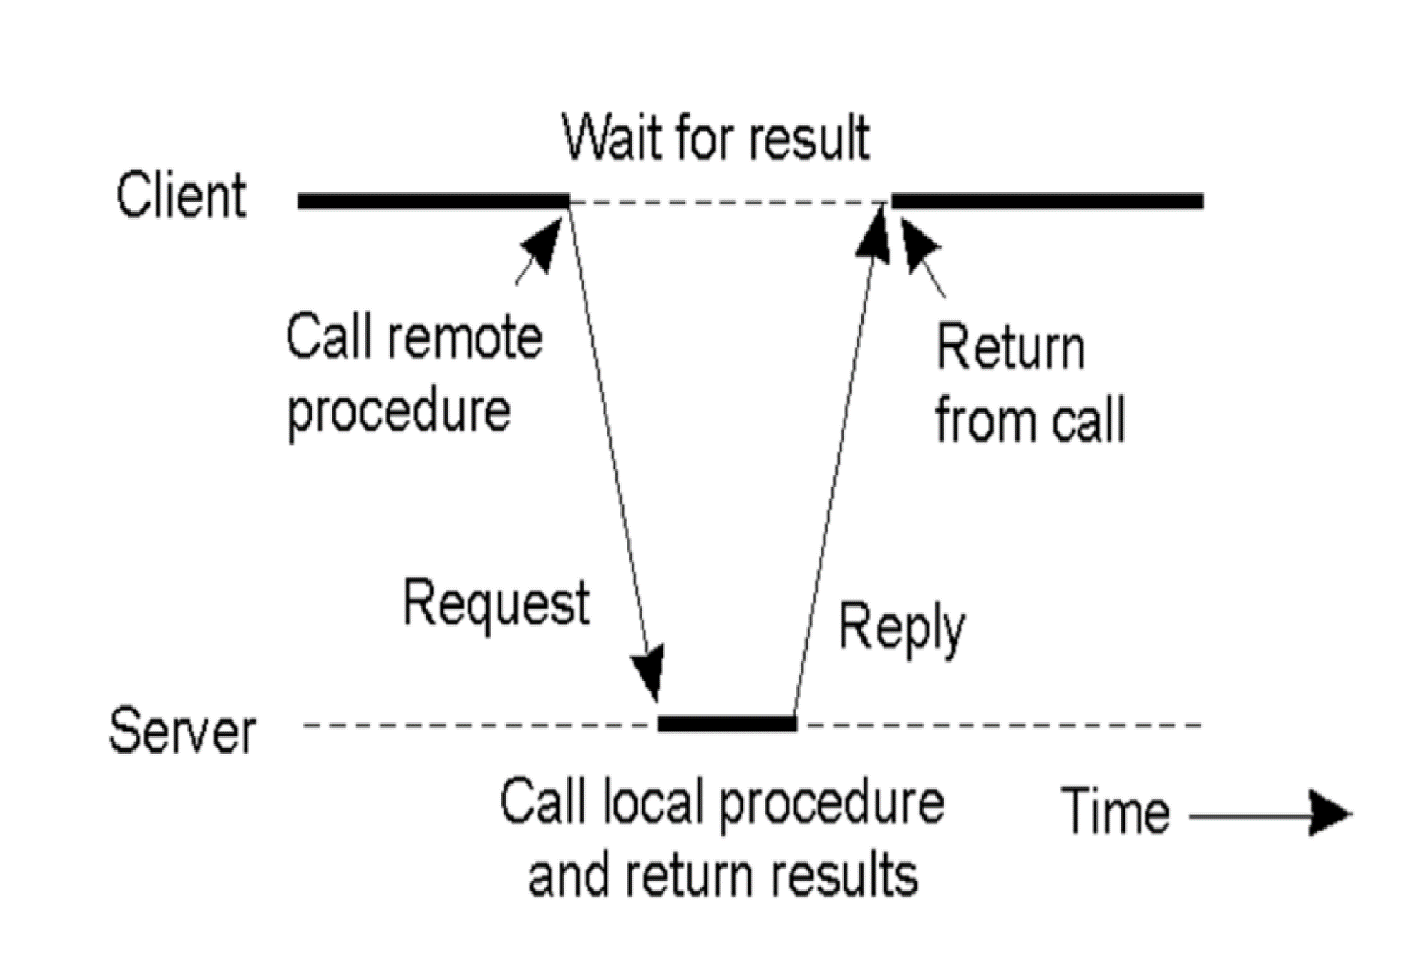 Wait for result
Client
Call remote
procedure
Return
from call
Request
Reply
Server
Call local procedure
and return results
Time